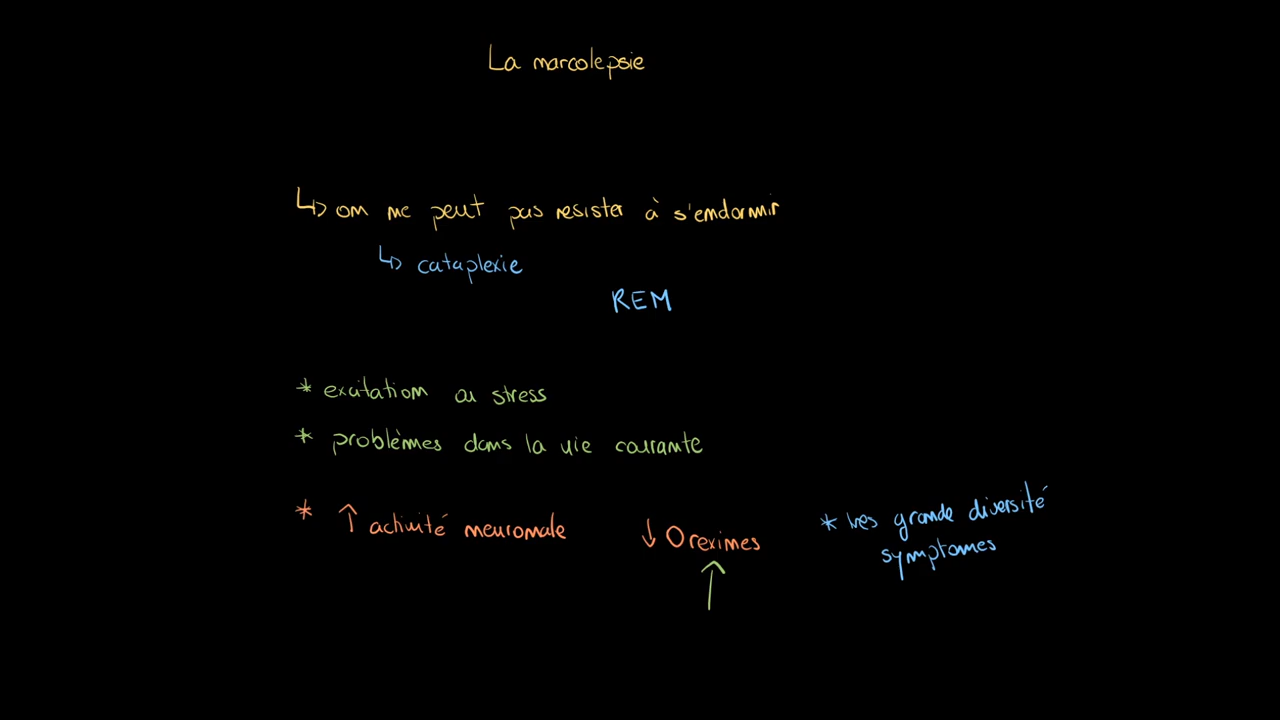 La narcolepsie
↳ on ne peut pas resister à s'endormir
↳ cataplexie
REM
* excitation ou stress
* problèmes dans la vie courante
* ↑ activité neuronale ↓ Orexines
* très grande diversité
symptomes